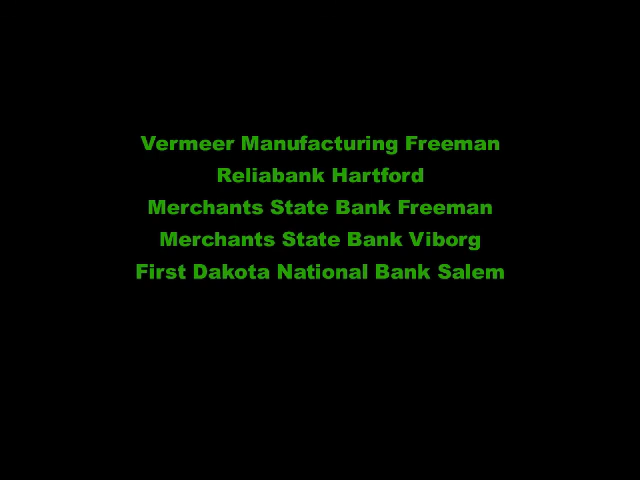 Vermeer Manufacturing Freeman
Reliabank Hartford
Merchants State Bank Freeman
Merchants State Bank Viborg
First Dakota National Bank Salem